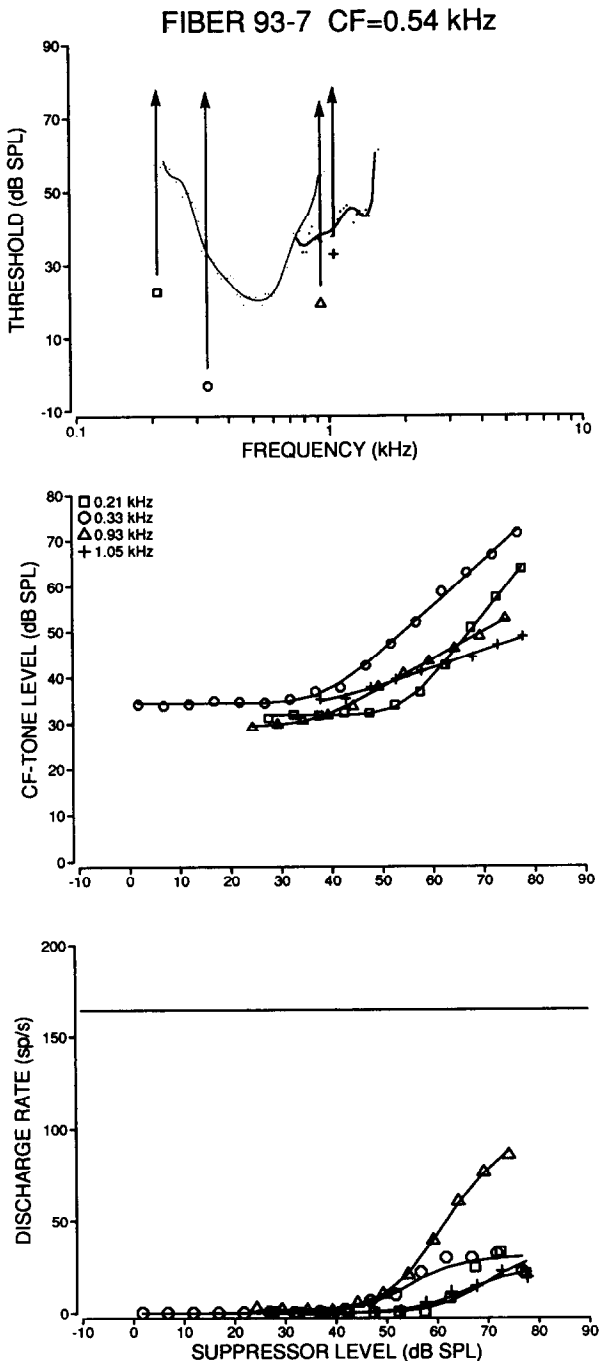 FIBER 93-7 CF=0.54 kHz
90
70
50
30
10
-10
THRESHOLD (dB SPL)
0.1
1
10
FREQUENCY (kHz)
80
70
60
50
40
30
20
10
0
CF-TONE LEVEL (dB SPL)
0.21 kHz
0.33 kHz
0.93 kHz
1.05 kHz
-10 0 10 20 30 40 50 60 70 80 90
200
150
100
50
0
DISCHARGE RATE (sp/s)
-10 0 10 20 30 40 50 60 70 80 90
SUPPRESSOR LEVEL (dB SPL)